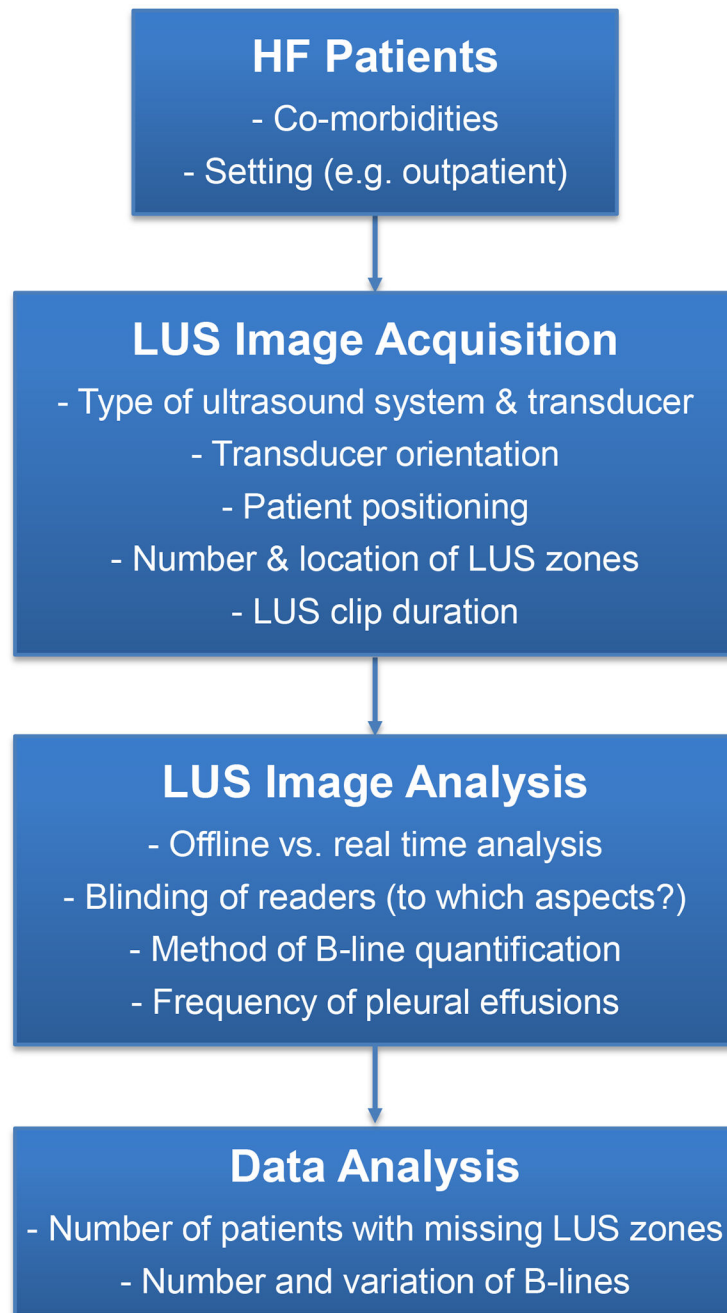 HF Patients
- Co-morbidities
- Setting (e.g. outpatient)
LUS Image Acquisition
- Type of ultrasound system & transducer
- Transducer orientation
- Patient positioning
- Number & location of LUS zones
- LUS clip duration
LUS Image Analysis
- Offline vs. real time analysis
- Blinding of readers (to which aspects?)
- Method of B-line quantification
- Frequency of pleural effusions
Data Analysis
- Number of patients with missing LUS zones
- Number and variation of B-lines